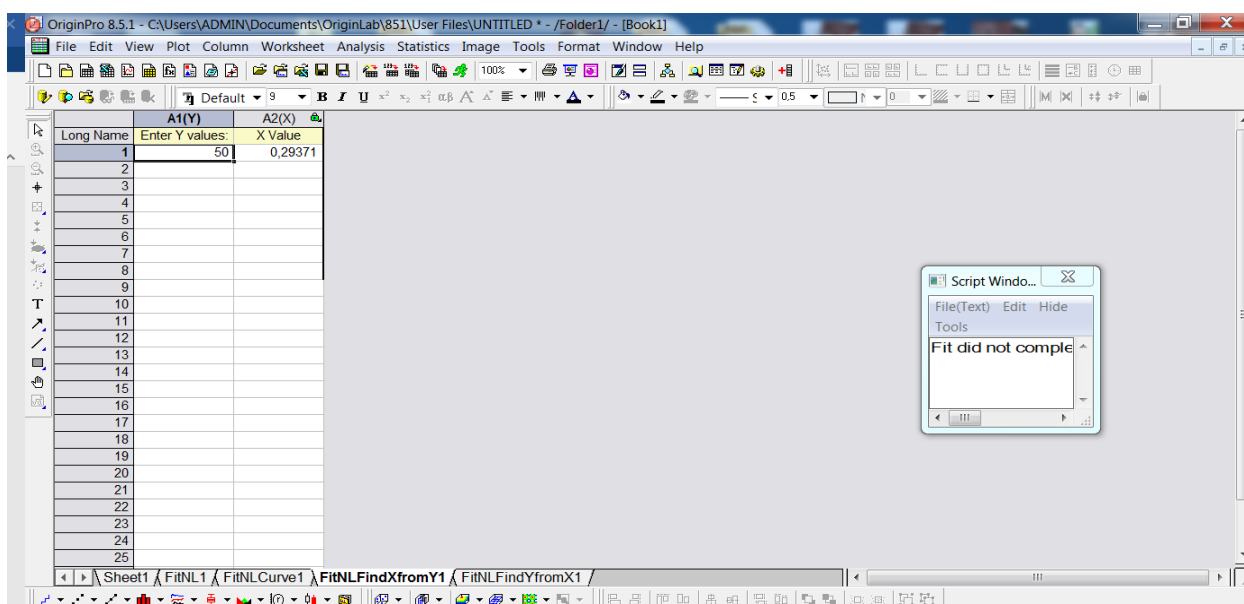 OriginPro 8.5.1 - C:\Users\ADMIN\Documents\OriginLab\851\User Files\UNTITLED * - /Folder1/ - [Book1]
File Edit View Plot Column Worksheet Analysis Statistics Image Tools Format Window Help
100%
Default 9 B I U αβ A 0,5 0
A1(Y) A2(X)
Long Name Enter Y values: X Value
1 50 0,29371
2
3
4
5
6
7
8
9
10
11
12
13
14
15
16
17
18
19
20
21
22
23
24
25
Script Windo...
File(Text) Edit Hide
Tools
Fit did not comple
T
Sheet1 FitNL1 FitNLCurve1 FitNLFindXfromY1 FitNLFindYfromX1